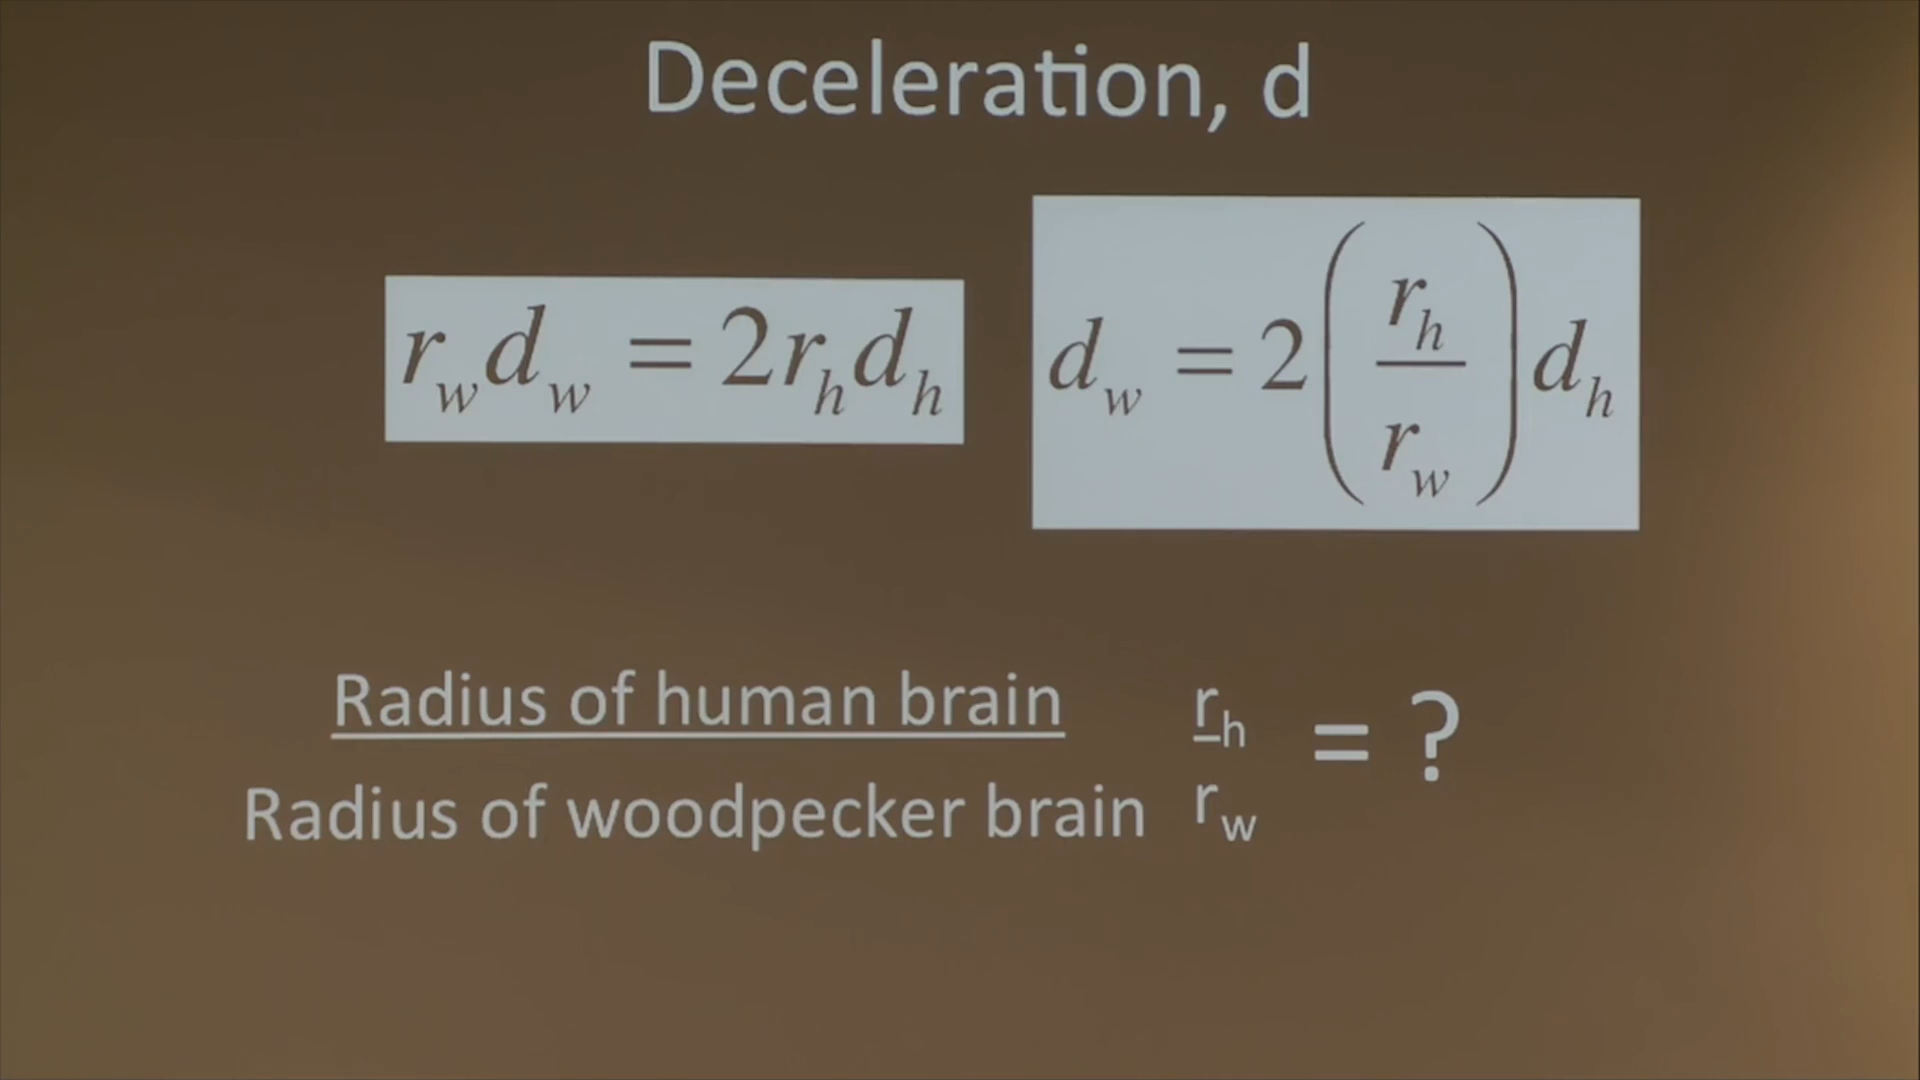 Deceleration, d
r_w d_w = 2r_h d_h
d_w = 2(r_h / r_w) d_h
Radius of human brain
Radius of woodpecker brain
r_h / r_w = ?